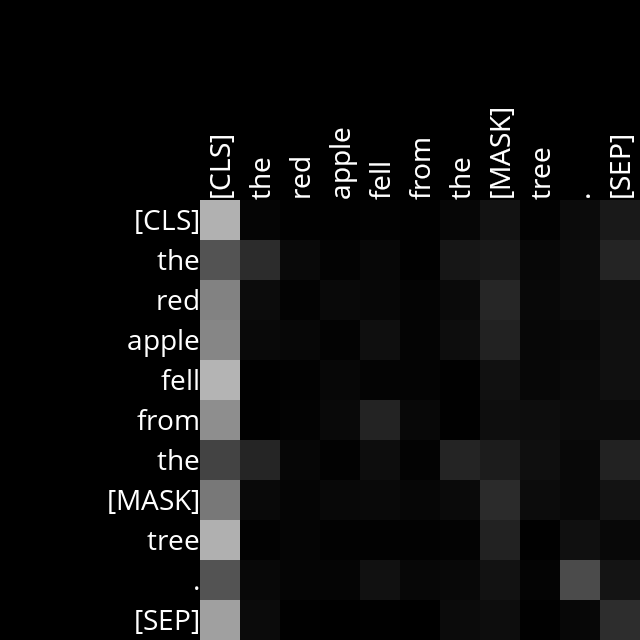 [CLS] the red apple fell from the [MASK] tree . [SEP]
[CLS]
the
red
apple
fell
from
the
[MASK]
tree
.
[SEP]